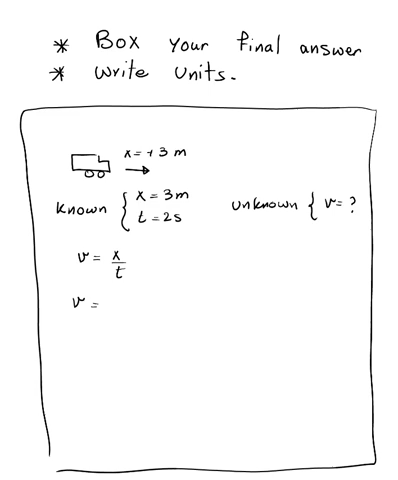 * Box your final answer
* write units.
x = +3 m
Known { x = 3m t = 2s unknown { v = ?
v = x/t
v =